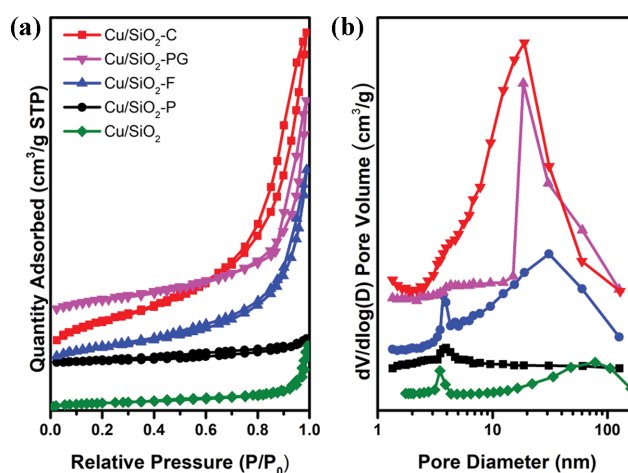 (a)
Cu/SiO₂-C
Cu/SiO₂-PG
Cu/SiO₂-F
Cu/SiO₂-P
Cu/SiO₂
Quantity Adsorbed (cm³/g STP)
0.0 0.2 0.4 0.6 0.8 1.0
Relative Pressure (P/P₀)
(b)
dV/dlog(D) Pore Volume (cm³/g)
1 10 100
Pore Diameter (nm)